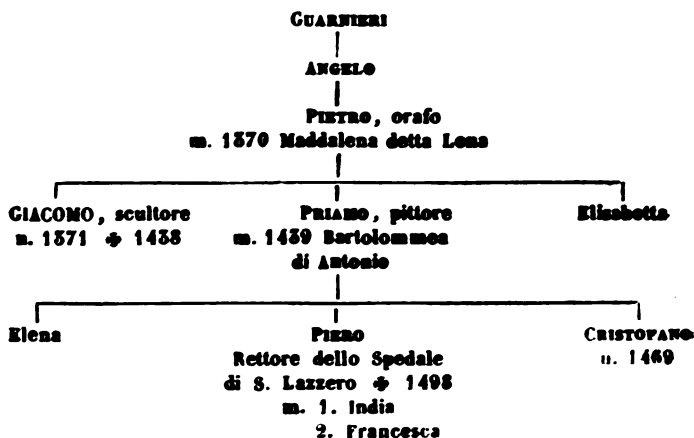 GUARNIERI
ANGELO
PIETRO, orafo
m. 1370 Maddalena detta Lena
GIACOMO, scultore
n. 1371 ✠ 1438
PRIAMO, pittore
m. 1439 Bartolommea
di Antonio
Elisabetta
Elena
PIERO
Rettore dello Spedale
di S. Lazzero ✠ 1498
m. 1. India
2. Francesca
CRISTOFANO
n. 1469